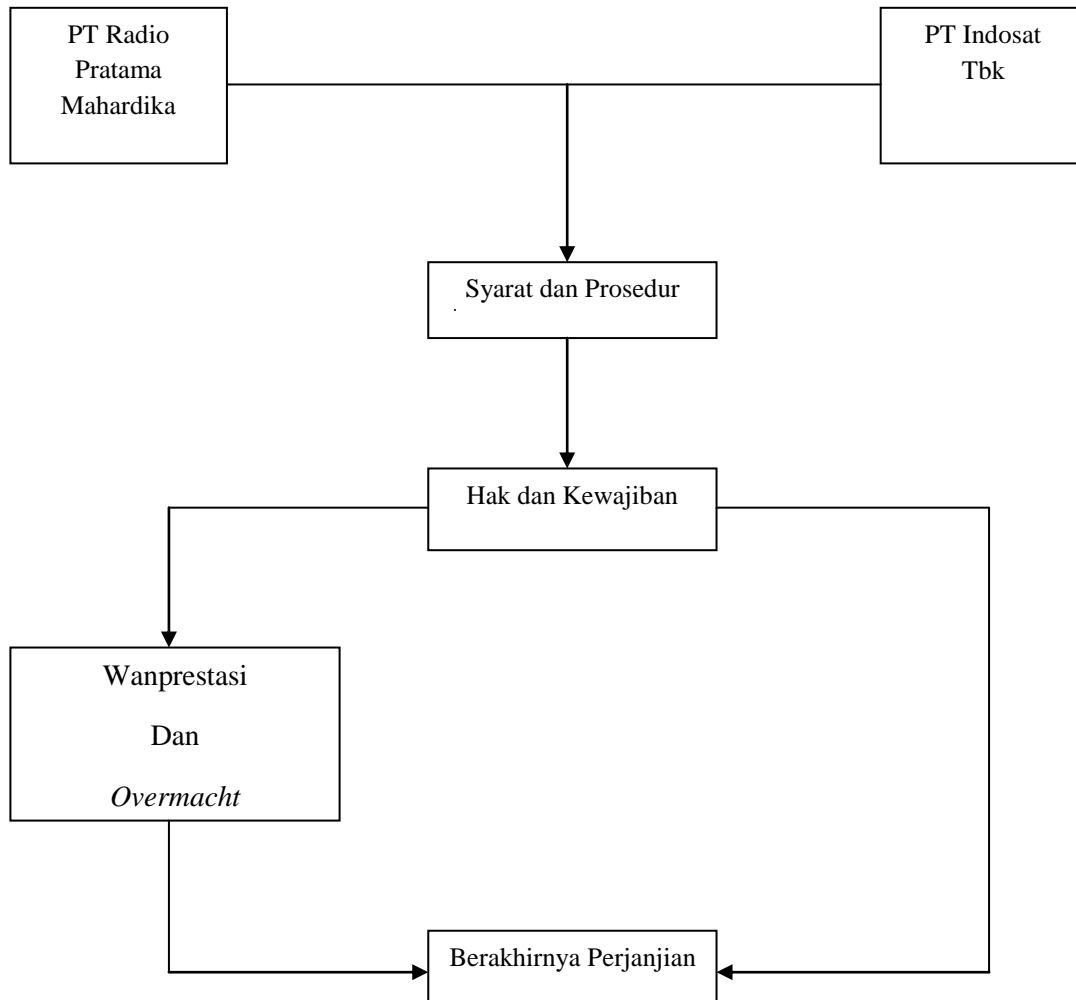 PT Radio
Pratama
Mahardika
PT Indosat
Tbk
Syarat dan Prosedur
.
Hak dan Kewajiban
Wanprestasi
Dan
Overmacht
Berakhirnya Perjanjian